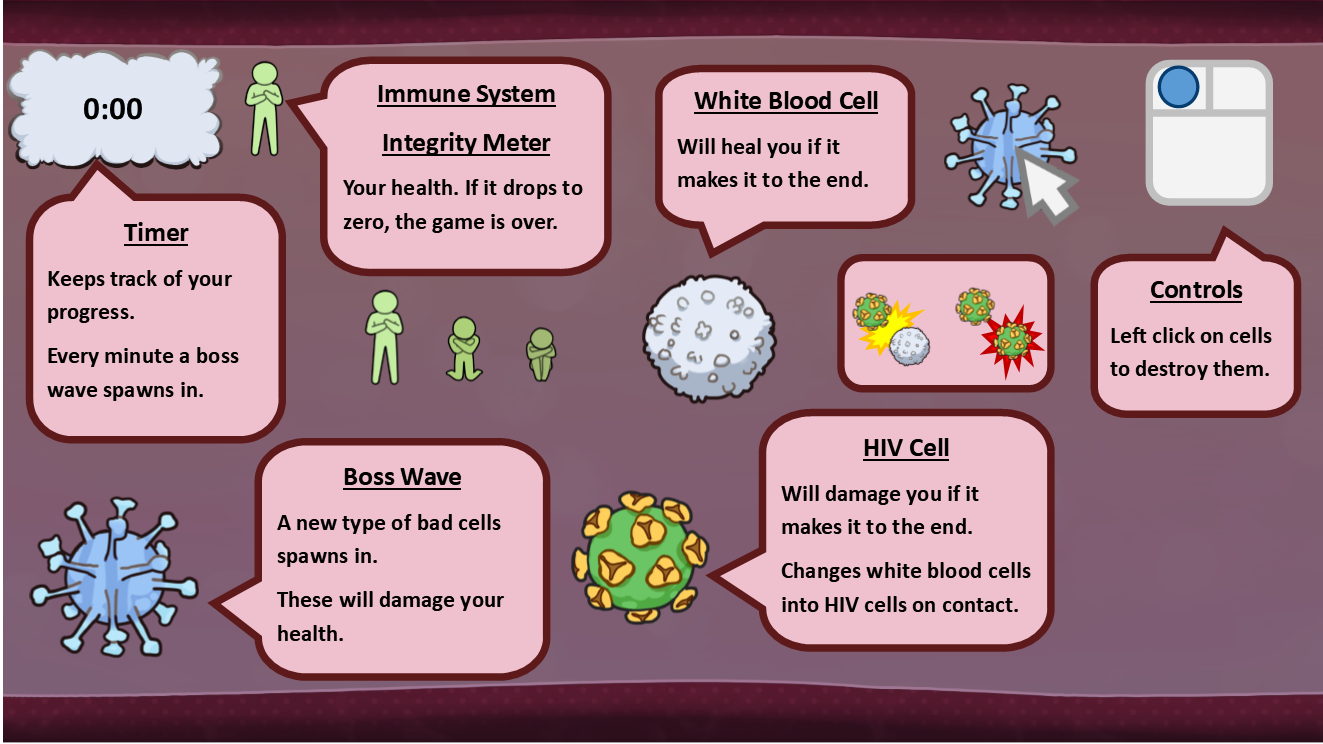 0:00
Timer
Keeps track of your
progress.
Every minute a boss
wave spawns in.
Immune System
Integrity Meter
Your health. If it drops to
zero, the game is over.
White Blood Cell
Will heal you if it
makes it to the end.
Controls
Left click on cells
to destroy them.
Boss Wave
A new type of bad cells
spawns in.
These will damage your
health.
HIV Cell
Will damage you if it
makes it to the end.
Changes white blood cells
into HIV cells on contact.